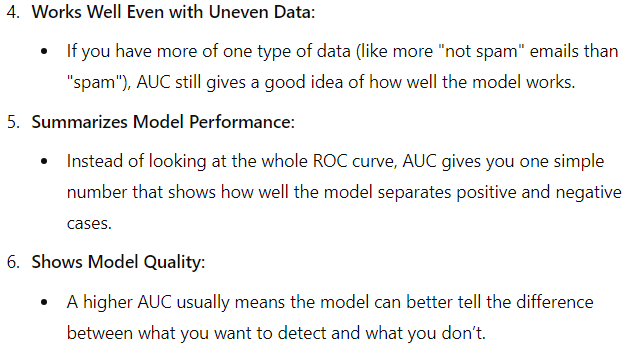 4. Works Well Even with Uneven Data:
• If you have more of one type of data (like more "not spam" emails than
"spam"), AUC still gives a good idea of how well the model works.
5. Summarizes Model Performance:
• Instead of looking at the whole ROC curve, AUC gives you one simple
number that shows how well the model separates positive and negative
cases.
6. Shows Model Quality:
• A higher AUC usually means the model can better tell the difference
between what you want to detect and what you don’t.